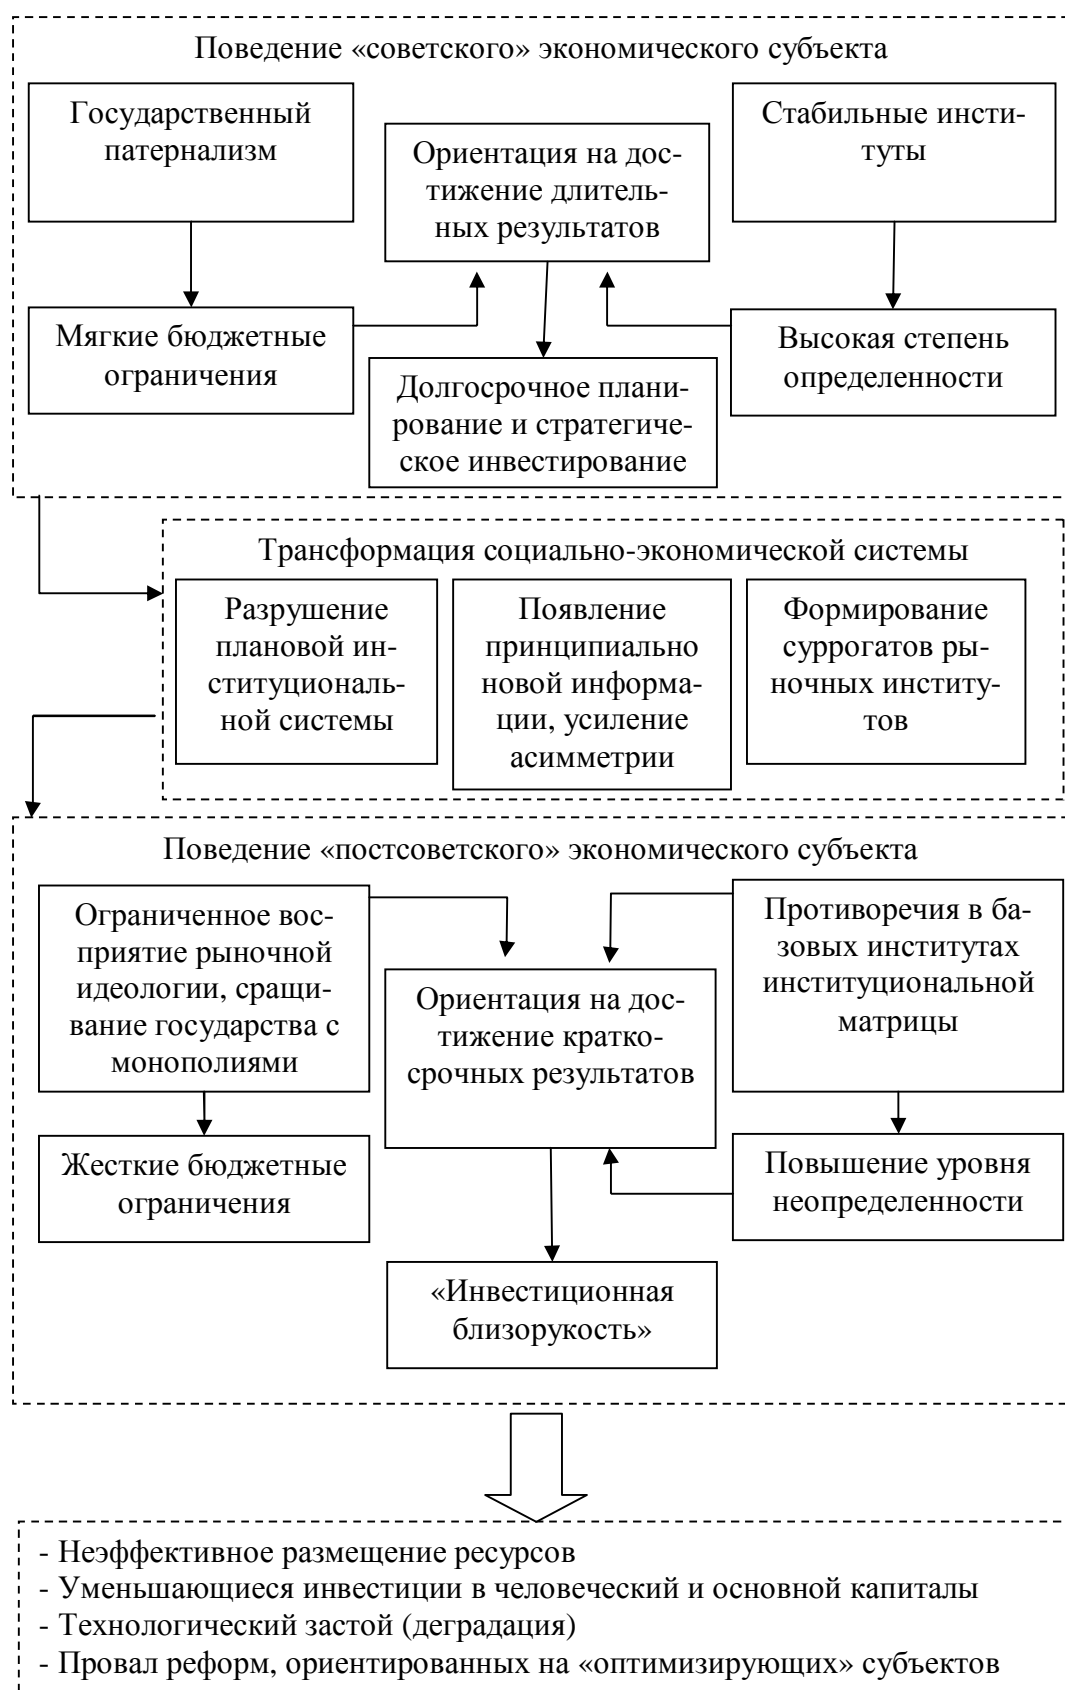 Поведение «советского» экономического субъекта
Государственный
патернализм
Ориентация на дос-
тижение длитель-
ных результатов
Стабильные инсти-
туты
Мягкие бюджетные
ограничения
Высокая степень
определенности
Долгосрочное плани-
рование и стратегиче-
ское инвестирование
Трансформация социально-экономической системы
Разрушение
плановой ин-
ституциональ-
ной системы
Появление
принципиально
новой информа-
ции, усиление
асимметрии
Формирование
суррогатов ры-
ночных институ-
тов
Поведение «постсоветского» экономического субъекта
Ограниченное вос-
приятие рыночной
идеологии, сращи-
вание государства с
монополиями
Ориентация на дос-
тижение кратко-
срочных результатов
Противоречия в ба-
зовых институтах
институциональной
матрицы
Жесткие бюджетные
ограничения
Повышение уровня
неопределенности
«Инвестиционная
близорукость»
- Неэффективное размещение ресурсов
- Уменьшающиеся инвестиции в человеческий и основной капиталы
- Технологический застой (деградация)
- Провал реформ, ориентированных на «оптимизирующих» субъектов